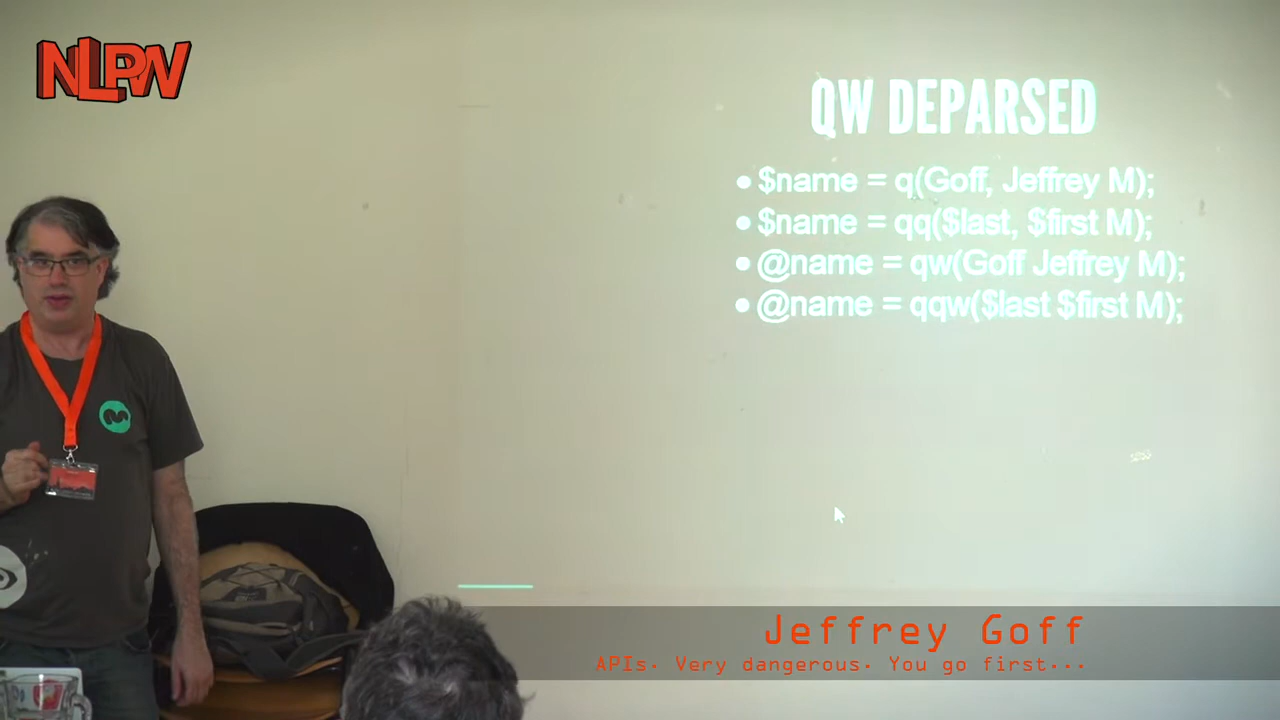 NLPW
QW DEPARSED
• $name = q(Goff, Jeffrey M);
• $name = qq($last, $first M);
• @name = qw(Goff Jeffrey M);
• @name = qqw($last $first M);
Jeffrey Goff
APIs. Very dangerous. You go first...